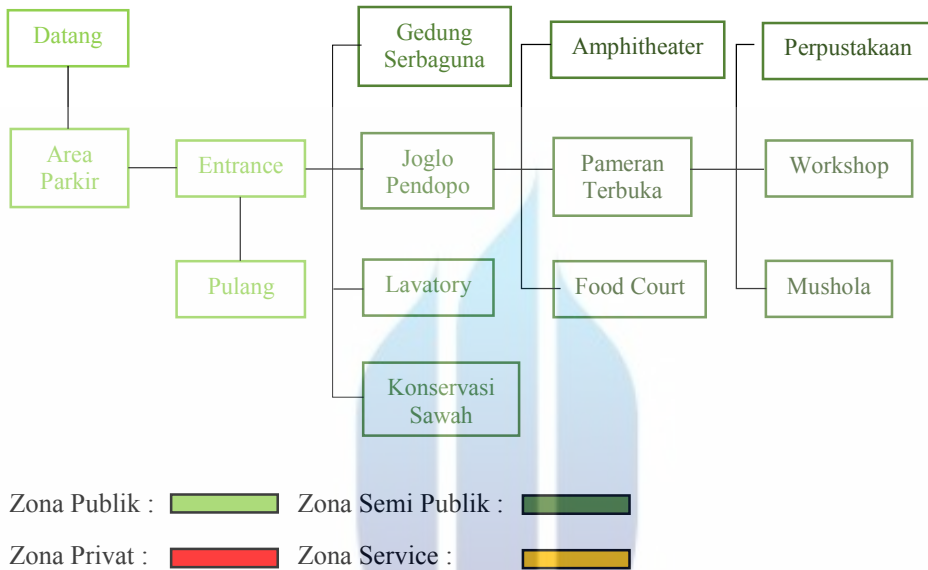 Datang
Area
Parkir
Entrance
Pulang
Gedung
Serbaguna
Joglo
Pendopo
Lavatory
Konservasi
Sawah
Amphitheater
Pameran
Terbuka
Food Court
Perpustakaan
Workshop
Mushola
Zona Publik :
Zona Semi Publik :
Zona Privat :
Zona Service :